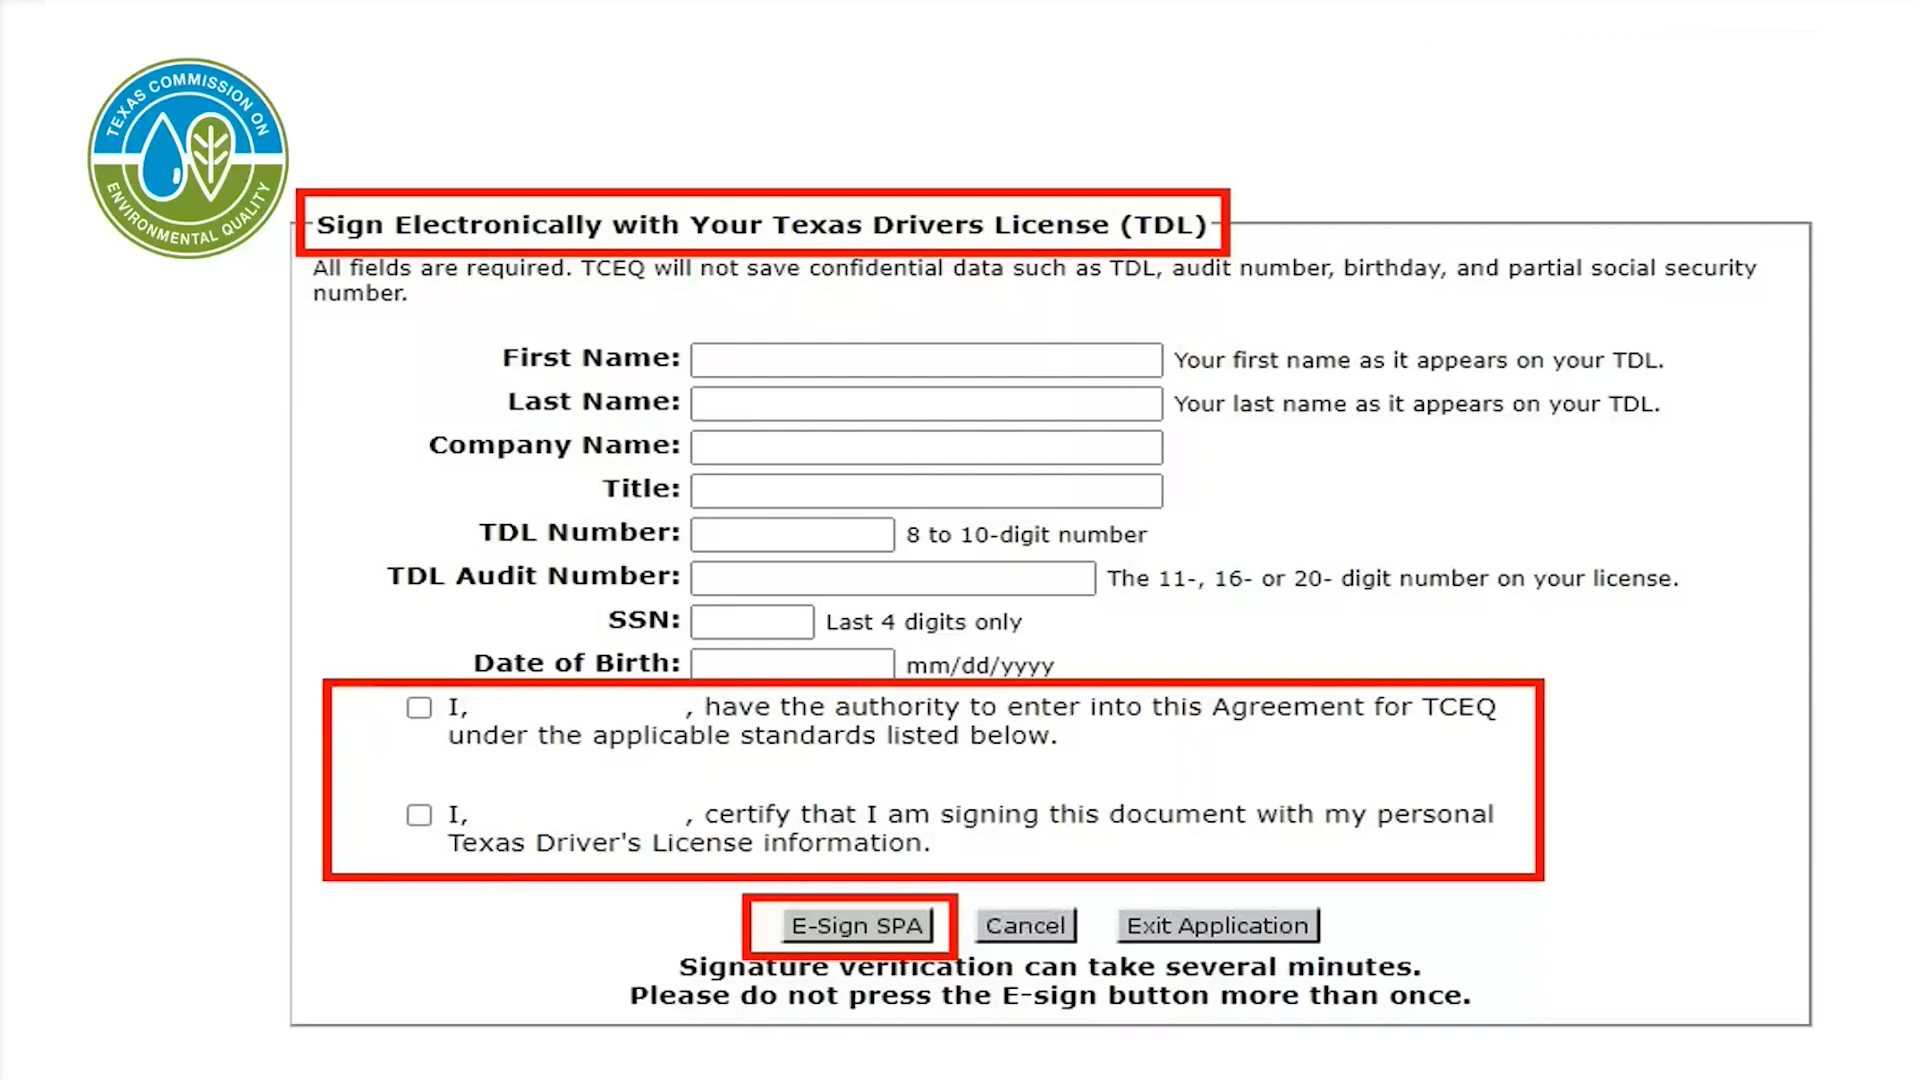 TEXAS COMMISSION ON
ENVIRONMENTAL QUALITY
Sign Electronically with Your Texas Drivers License (TDL)
All fields are required. TCEQ will not save confidential data such as TDL, audit number, birthday, and partial social security
number.
First Name: Your first name as it appears on your TDL.
Last Name: Your last name as it appears on your TDL.
Company Name:
Title:
TDL Number: 8 to 10-digit number
TDL Audit Number: The 11-, 16- or 20- digit number on your license.
SSN: Last 4 digits only
Date of Birth: mm/dd/yyyy
I, , have the authority to enter into this Agreement for TCEQ
under the applicable standards listed below.
I, , certify that I am signing this document with my personal
Texas Driver's License information.
E-Sign SPA Cancel Exit Application
Signature verification can take several minutes.
Please do not press the E-sign button more than once.